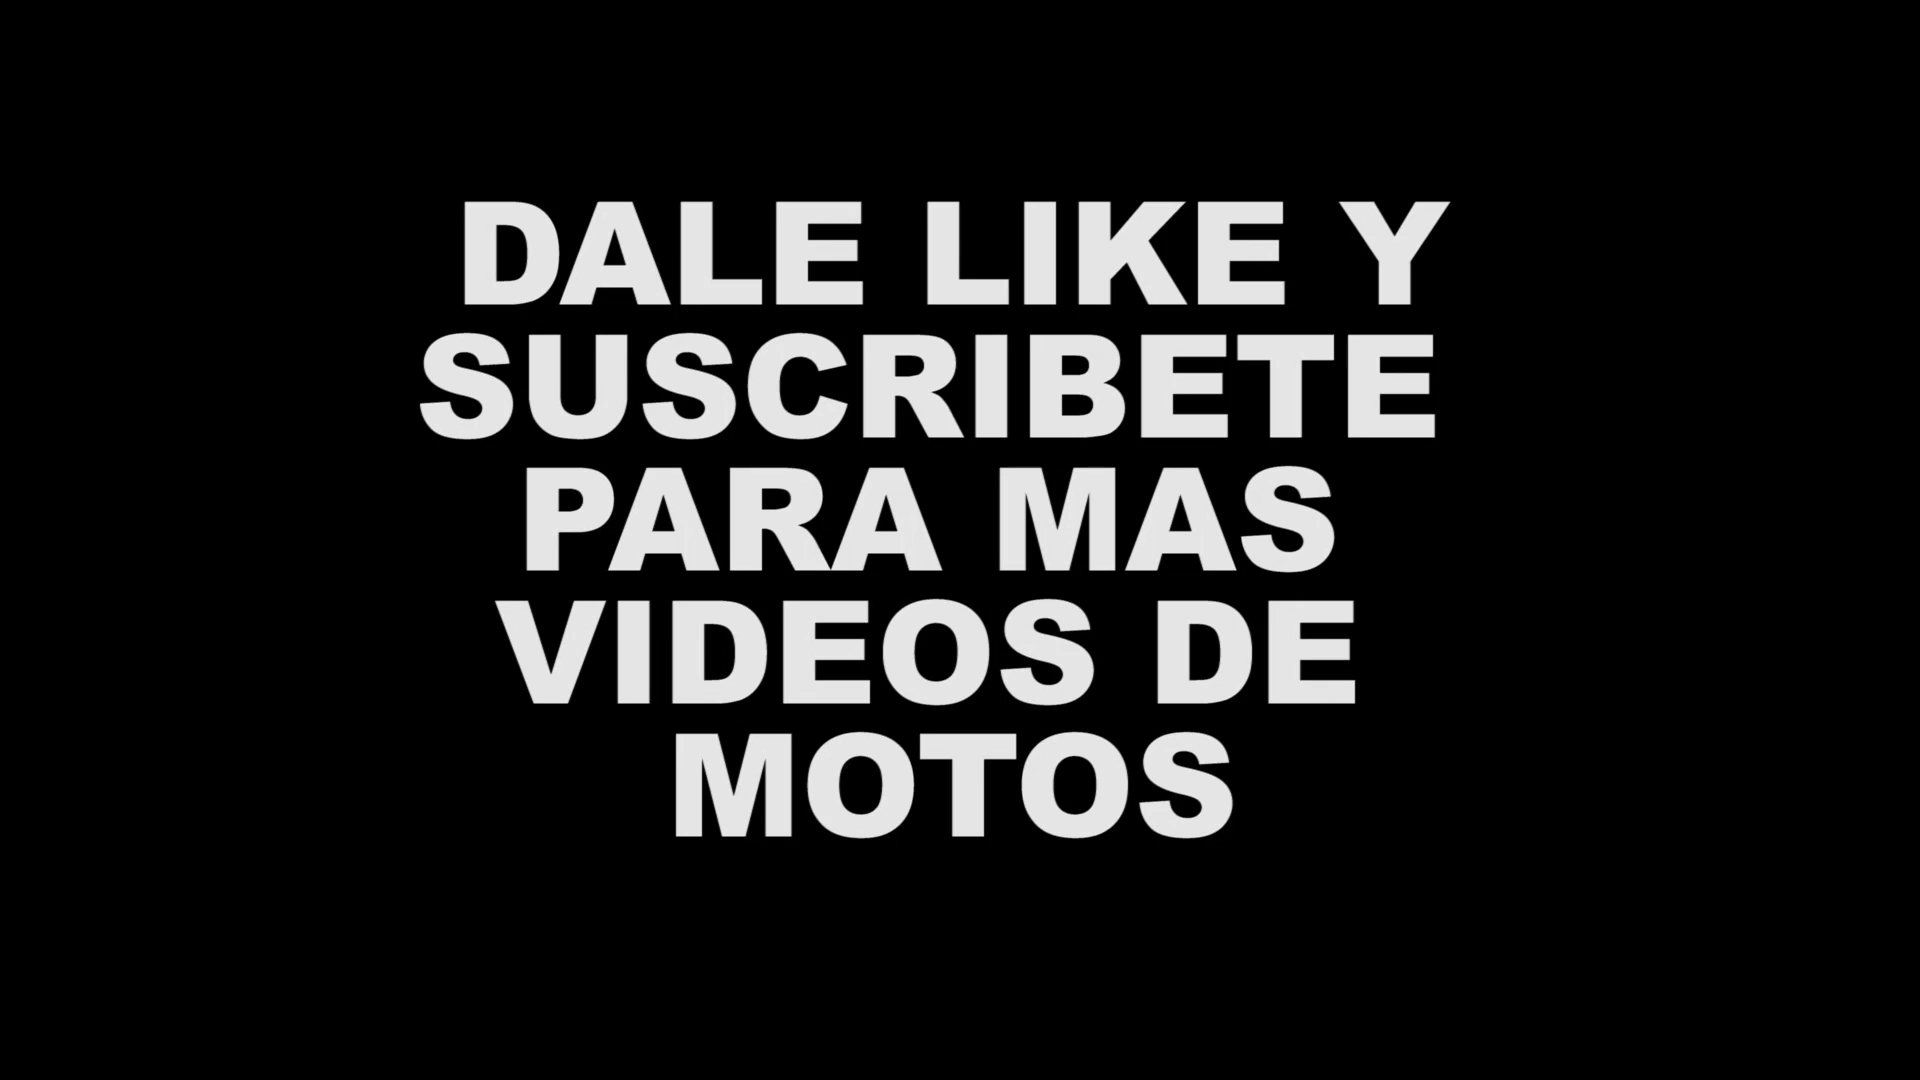 DALE LIKE Y
SUSCRIBETE
PARA MAS
VIDEOS DE
MOTOS